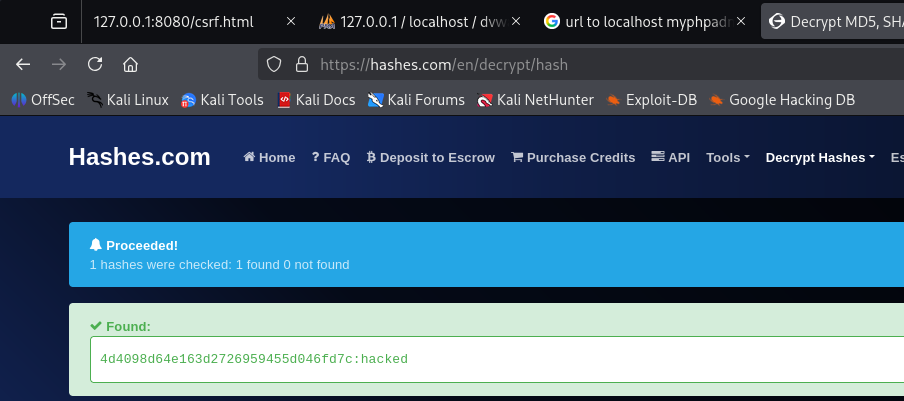 127.0.0.1:8080/csrf.html
127.0.0.1 / localhost / dvw
url to localhost myphpadm
Decrypt MD5, SHA
https://hashes.com/en/decrypt/hash
OffSec Kali Linux Kali Tools Kali Docs Kali Forums Kali NetHunter Exploit-DB Google Hacking DB
Hashes.com Home FAQ Deposit to Escrow Purchase Credits API Tools Decrypt Hashes Es
Proceeded!
1 hashes were checked: 1 found 0 not found
Found:
4d4098d64e163d2726959455d046fd7c:hacked